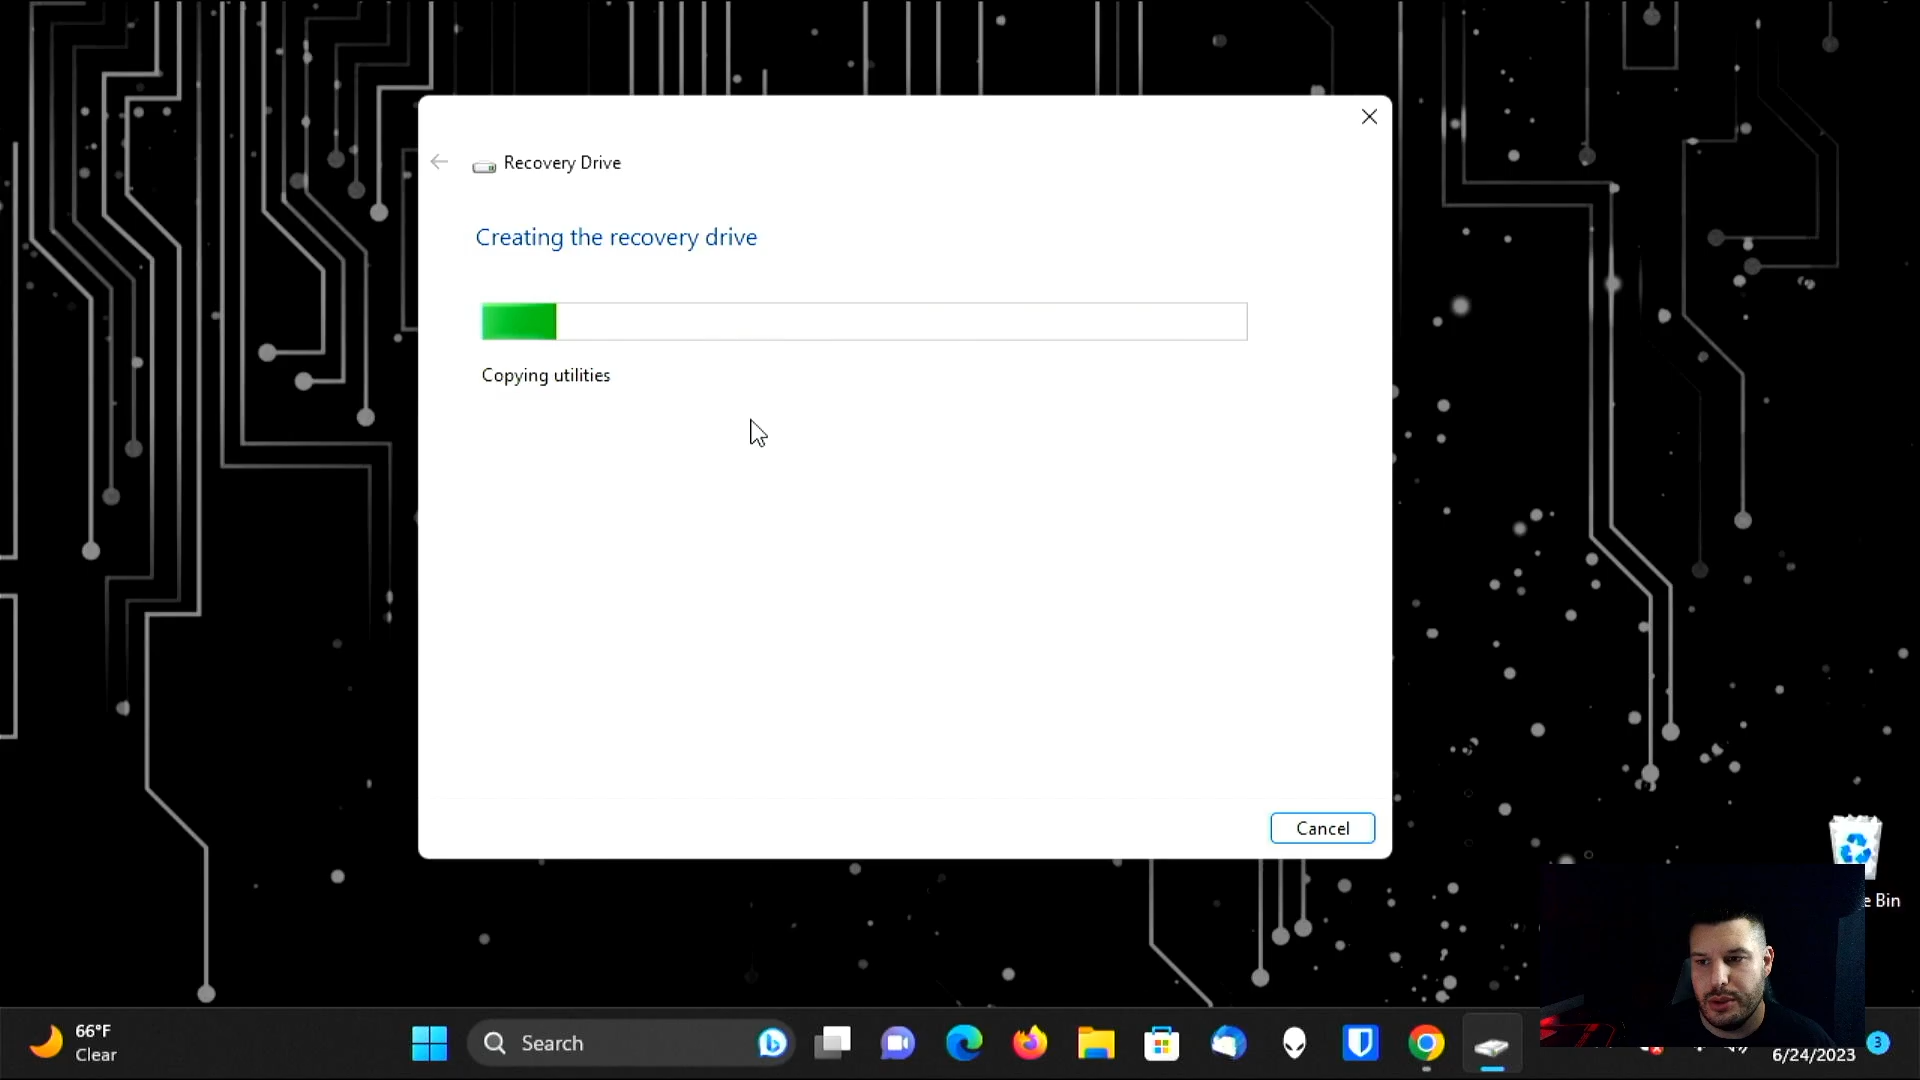 Recovery Drive
Creating the recovery drive
Copying utilities
Cancel
e Bin
66°F
Clear
Search
6/24/2023
3